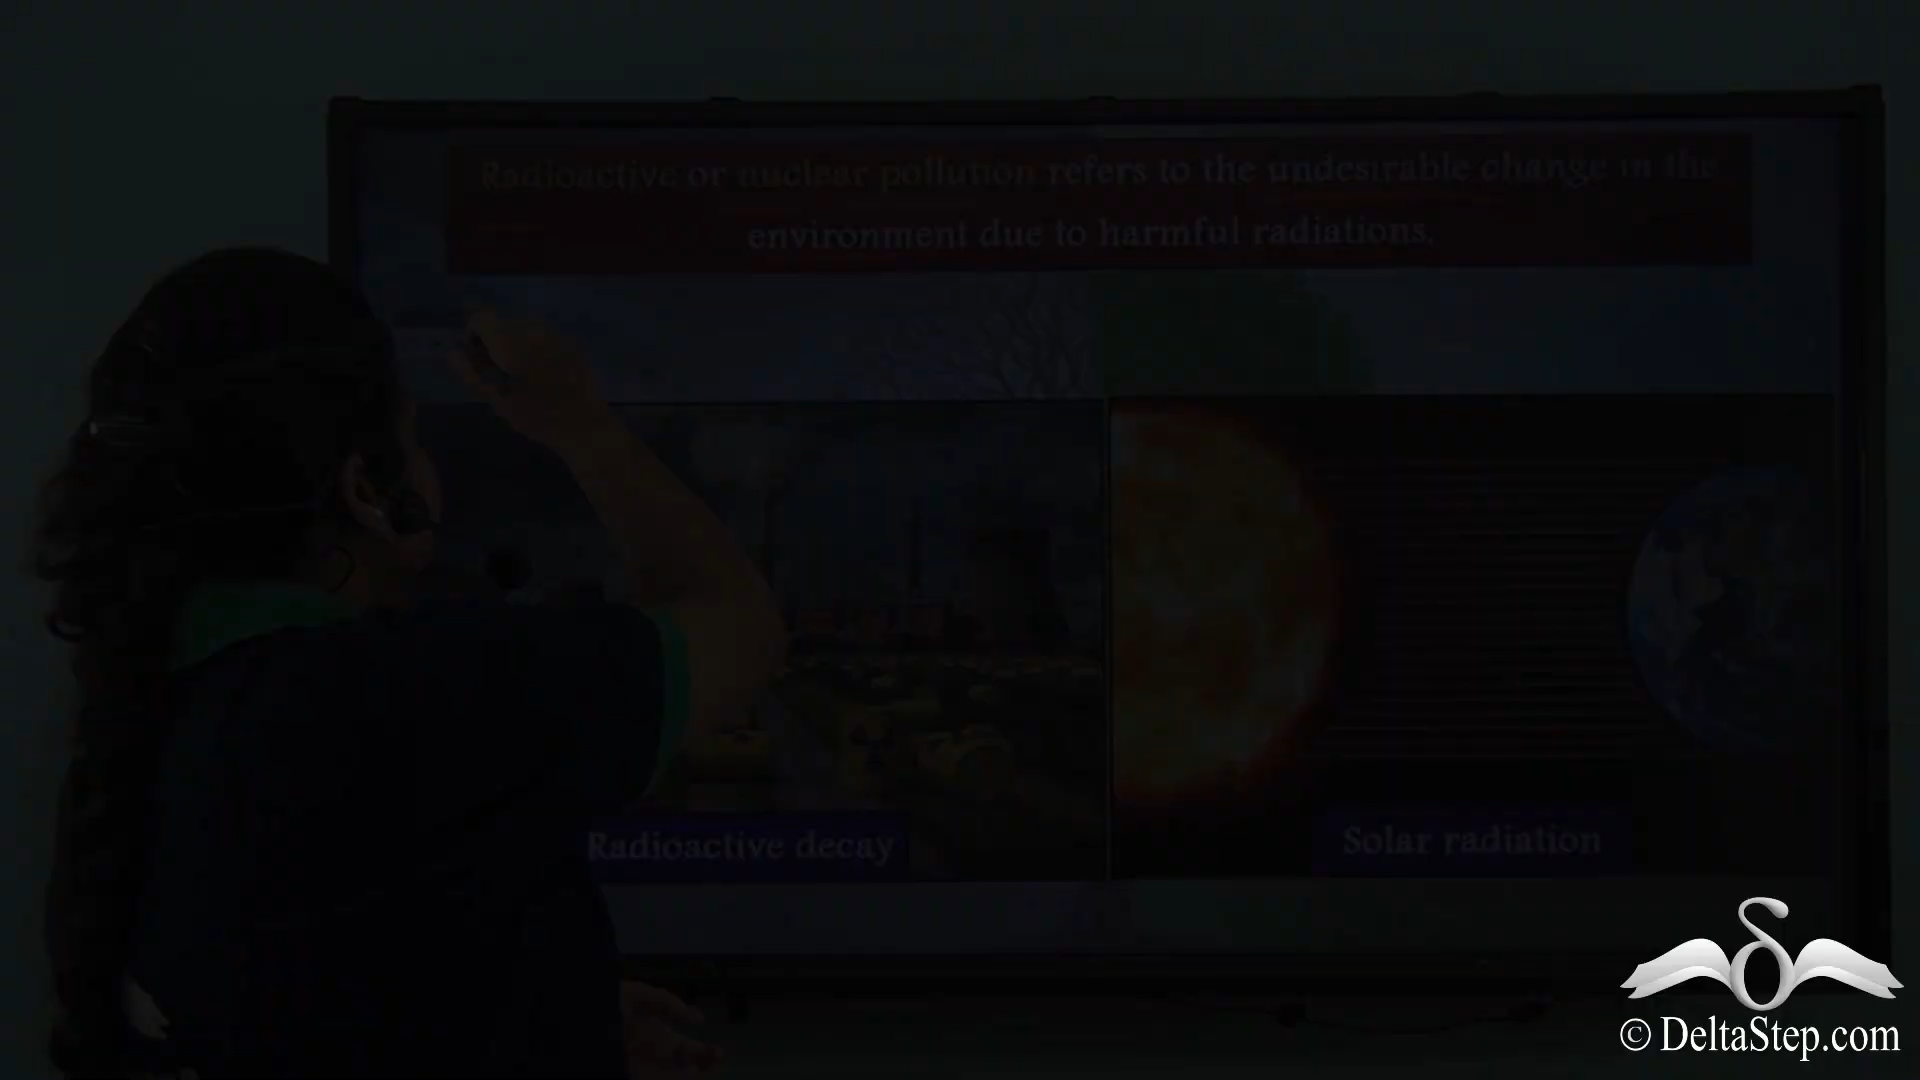 Radioactive or nuclear pollution refers to the undesirable change in the
environment due to harmful radiations.
Radioactive decay
Solar radiation
© DeltaStep.com